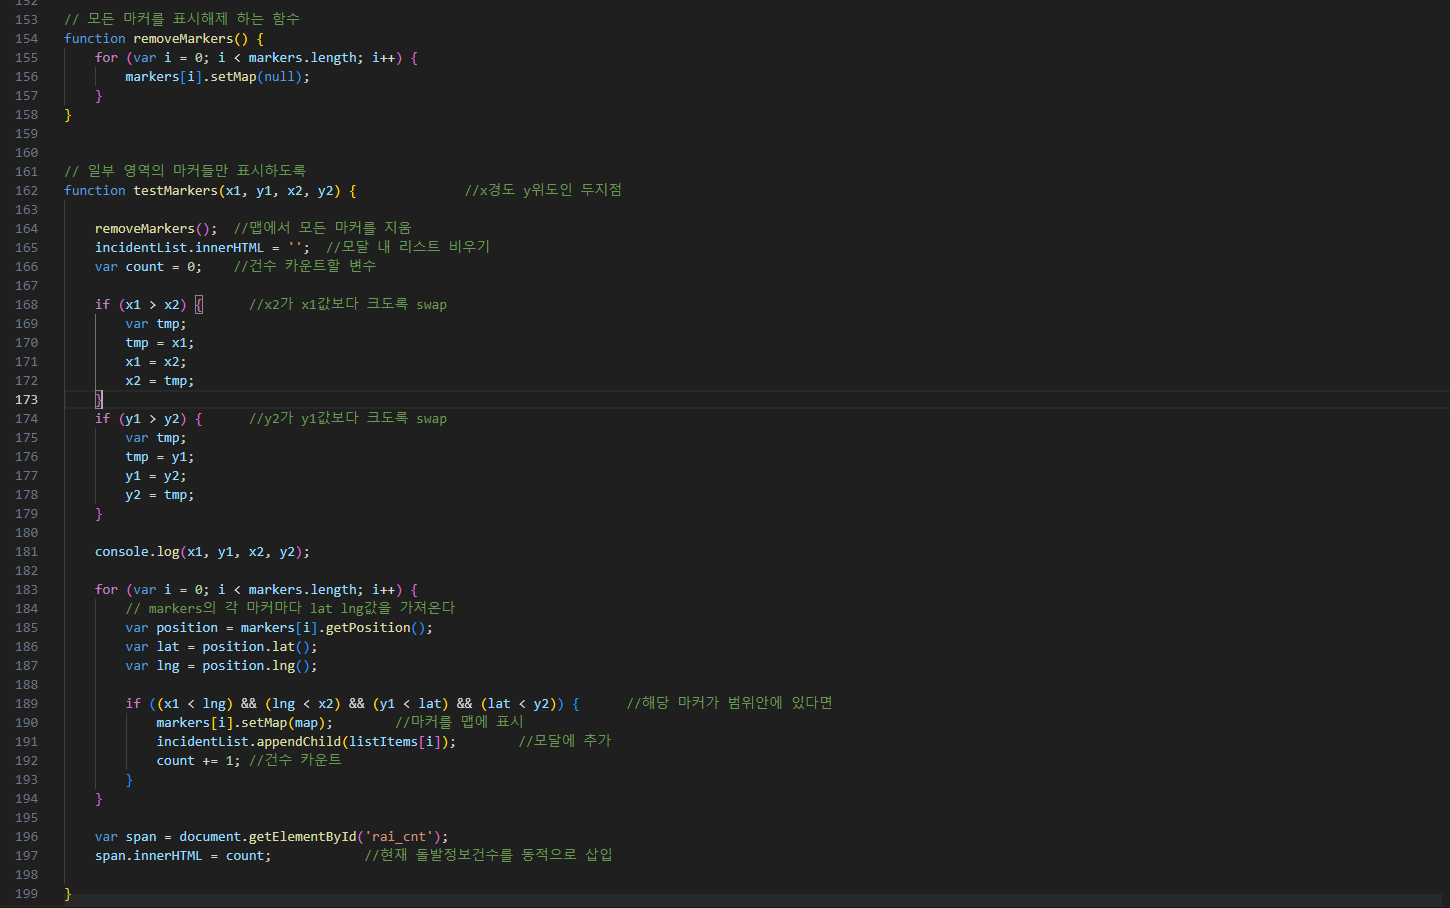 152
153 // 모든 마커를 표시해제 하는 함수
154 function removeMarkers() {
155     for (var i = 0; i < markers.length; i++) {
156         markers[i].setMap(null);
157     }
158 }
159
160
161 // 일부 영역의 마커들만 표시하도록
162 function testMarkers(x1, y1, x2, y2) {              //x경도 y위도인 두지점
163
164     removeMarkers();  //맵에서 모든 마커를 지움
165     incidentList.innerHTML = '';  //모달 내 리스트 비우기
166     var count = 0;    //건수 카운트할 변수
167
168     if (x1 > x2) {      //x2가 x1값보다 크도록 swap
169         var tmp;
170         tmp = x1;
171         x1 = x2;
172         x2 = tmp;
173     }
174     if (y1 > y2) {      //y2가 y1값보다 크도록 swap
175         var tmp;
176         tmp = y1;
177         y1 = y2;
178         y2 = tmp;
179     }
180
181     console.log(x1, y1, x2, y2);
182
183     for (var i = 0; i < markers.length; i++) {
184         // markers의 각 마커마다 lat lng값을 가져온다
185         var position = markers[i].getPosition();
186         var lat = position.lat();
187         var lng = position.lng();
188
189         if ((x1 < lng) && (lng < x2) && (y1 < lat) && (lat < y2)) {      //해당 마커가 범위안에 있다면
190             markers[i].setMap(map);        //마커를 맵에 표시
191             incidentList.appendChild(listItems[i]);        //모달에 추가
192             count += 1; //건수 카운트
193         }
194     }
195
196     var span = document.getElementById('rai_cnt');
197     span.innerHTML = count;            //현재 돌발정보건수를 동적으로 삽입
198
199 }